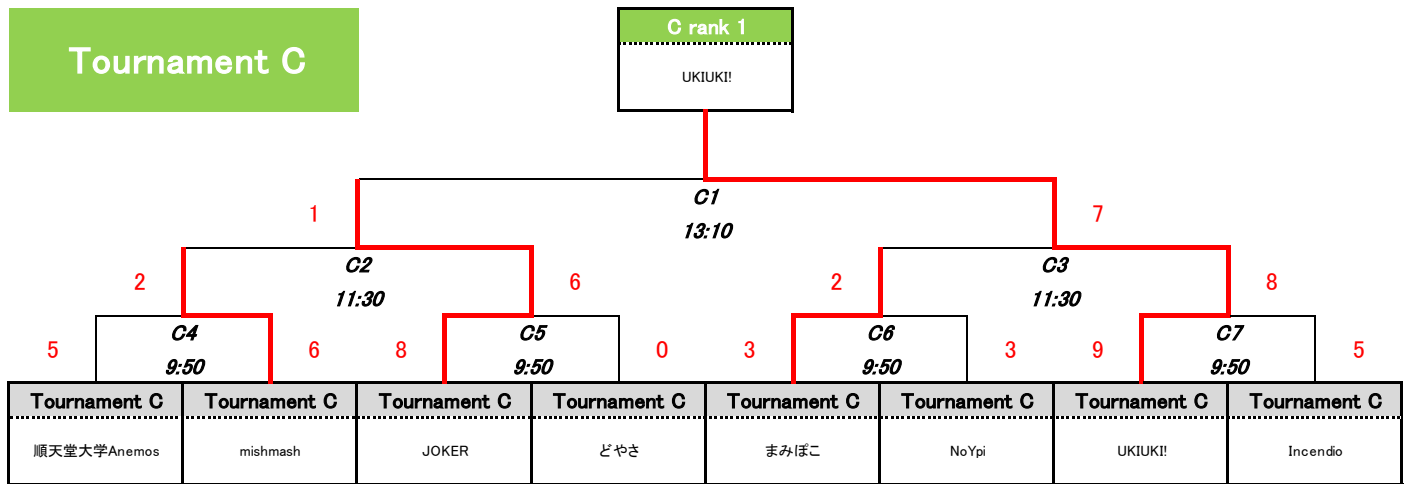 Tournament C
C rank 1
UKIUKI!
C1
1
7
13:10
C2
C3
2
6
2
8
11:30
11:30
C4
C5
C6
C7
5
6
8
0
3
3
9
5
9:50
9:50
9:50
9:50
Tournament C
Tournament C
Tournament C
Tournament C
Tournament C
Tournament C
Tournament C
Tournament C
順天堂大学Anemos
mishmash
JOKER
どやさ
まみぽこ
NoYpi
UKIUKI!
Incendio